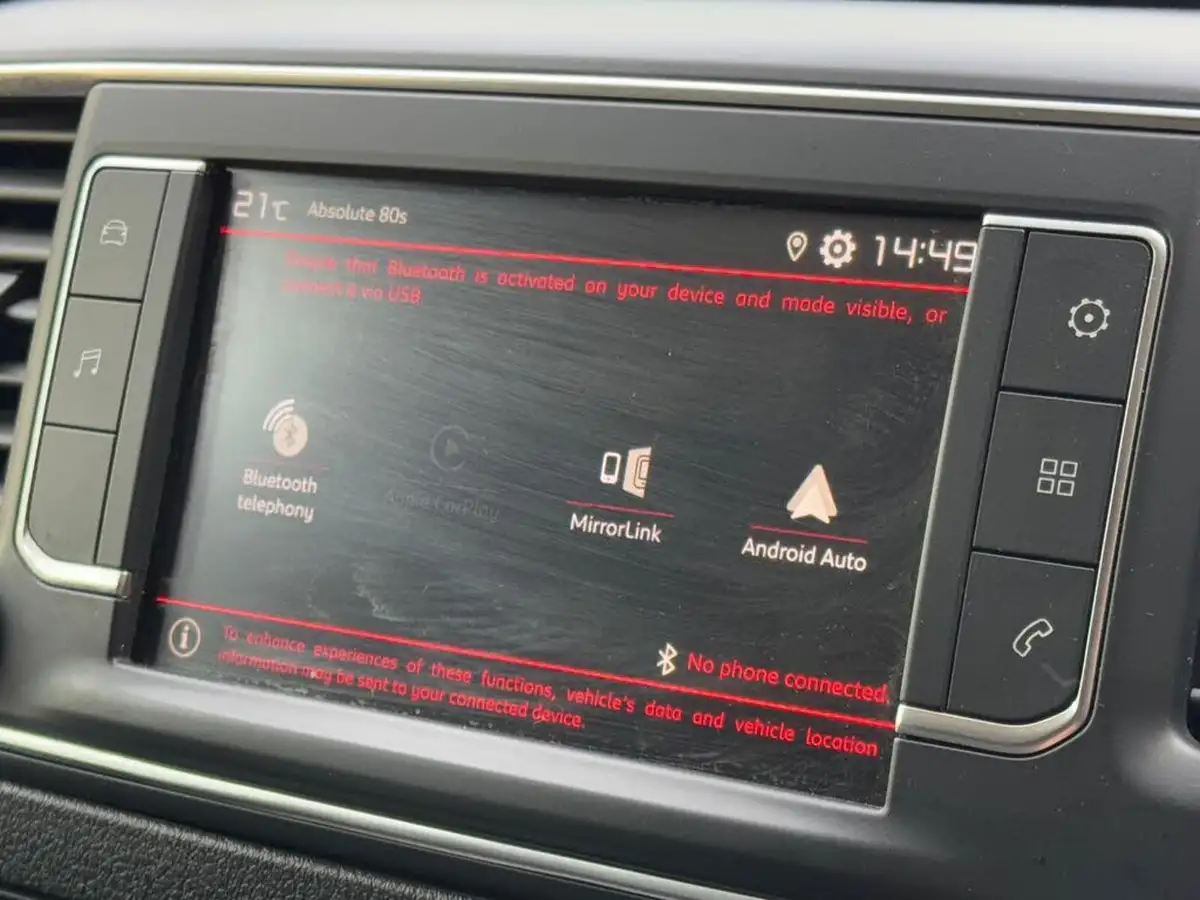 21°C Absolute 80s 14:49
that Bluetooth is activated on your device and made visible, or
connect it via USB
Bluetooth
telephony
Apple CarPlay
MirrorLink
Android Auto
No phone connected.
To enhance experiences of these functions, vehicle's data and vehicle location
information may be sent to your connected device.